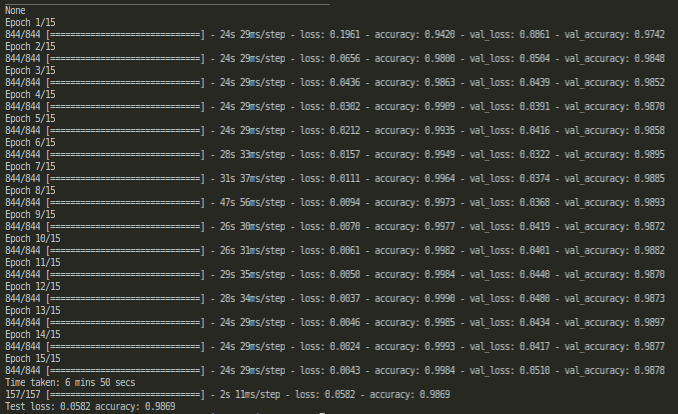 None
Epoch 1/15
844/844 [==============================] - 24s 29ms/step - loss: 0.1961 - accuracy: 0.9420 - val_loss: 0.0861 - val_accuracy: 0.9742
Epoch 2/15
844/844 [==============================] - 24s 29ms/step - loss: 0.0656 - accuracy: 0.9800 - val_loss: 0.0504 - val_accuracy: 0.9848
Epoch 3/15
844/844 [==============================] - 24s 29ms/step - loss: 0.0436 - accuracy: 0.9863 - val_loss: 0.0439 - val_accuracy: 0.9852
Epoch 4/15
844/844 [==============================] - 24s 29ms/step - loss: 0.0302 - accuracy: 0.9909 - val_loss: 0.0391 - val_accuracy: 0.9870
Epoch 5/15
844/844 [==============================] - 24s 29ms/step - loss: 0.0212 - accuracy: 0.9935 - val_loss: 0.0416 - val_accuracy: 0.9858
Epoch 6/15
844/844 [==============================] - 28s 33ms/step - loss: 0.0157 - accuracy: 0.9949 - val_loss: 0.0322 - val_accuracy: 0.9895
Epoch 7/15
844/844 [==============================] - 31s 37ms/step - loss: 0.0111 - accuracy: 0.9964 - val_loss: 0.0374 - val_accuracy: 0.9885
Epoch 8/15
844/844 [==============================] - 47s 56ms/step - loss: 0.0094 - accuracy: 0.9973 - val_loss: 0.0368 - val_accuracy: 0.9893
Epoch 9/15
844/844 [==============================] - 26s 30ms/step - loss: 0.0070 - accuracy: 0.9977 - val_loss: 0.0419 - val_accuracy: 0.9872
Epoch 10/15
844/844 [==============================] - 26s 31ms/step - loss: 0.0061 - accuracy: 0.9982 - val_loss: 0.0401 - val_accuracy: 0.9882
Epoch 11/15
844/844 [==============================] - 29s 35ms/step - loss: 0.0050 - accuracy: 0.9984 - val_loss: 0.0440 - val_accuracy: 0.9870
Epoch 12/15
844/844 [==============================] - 28s 34ms/step - loss: 0.0037 - accuracy: 0.9990 - val_loss: 0.0480 - val_accuracy: 0.9873
Epoch 13/15
844/844 [==============================] - 24s 29ms/step - loss: 0.0046 - accuracy: 0.9985 - val_loss: 0.0434 - val_accuracy: 0.9897
Epoch 14/15
844/844 [==============================] - 24s 29ms/step - loss: 0.0024 - accuracy: 0.9993 - val_loss: 0.0417 - val_accuracy: 0.9877
Epoch 15/15
844/844 [==============================] - 24s 29ms/step - loss: 0.0043 - accuracy: 0.9984 - val_loss: 0.0510 - val_accuracy: 0.9878
Time taken: 6 mins 50 secs
157/157 [==============================] - 2s 11ms/step - loss: 0.0582 - accuracy: 0.9869
Test loss: 0.0582 accuracy: 0.9869